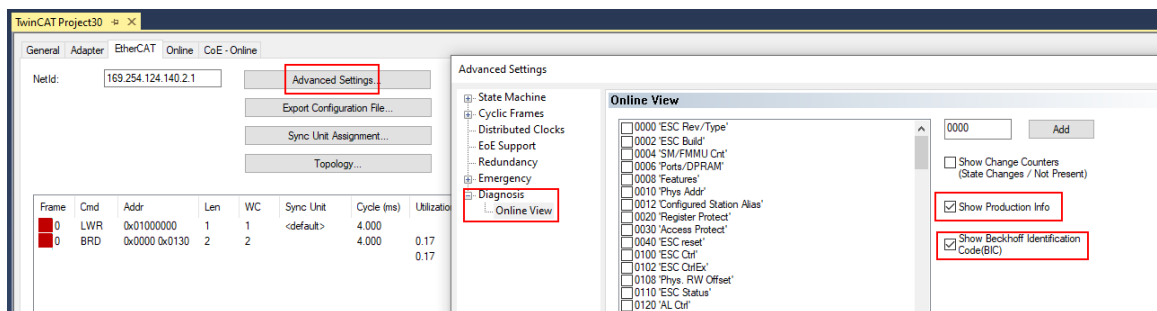 TwinCAT Project30
General Adapter EtherCAT Online CoE - Online
NetId: 169.254.124.140.2.1
Advanced Settings...
Export Configuration File...
Sync Unit Assignment...
Topology...
Frame Cmd Addr Len WC Sync Unit Cycle (ms) Utilizatio
0 LWR 0x01000000 1 1 <default> 4.000
0 BRD 0x0000 0x0130 2 2 4.000 0.17
0.17
Advanced Settings
State Machine
Cyclic Frames
Distributed Clocks
EoE Support
Redundancy
Emergency
Diagnosis
Online View
Online View
0000 'ESC Rev/Type'
0002 'ESC Build'
0004 'SM/FMMU Cnt'
0006 'Ports/DPRAM'
0008 'Features'
0010 'Phys Addr'
0012 'Configured Station Alias'
0020 'Register Protect'
0030 'Access Protect'
0040 'ESC reset'
0100 'ESC Ctrl'
0102 'ESC CtrlEx'
0108 'Phys. RW Offset'
0110 'ESC Status'
0120 'AL Ctrl'
0000 Add
Show Change Counters
(State Changes / Not Present)
Show Production Info
Show Beckhoff Identification
Code(BIC)